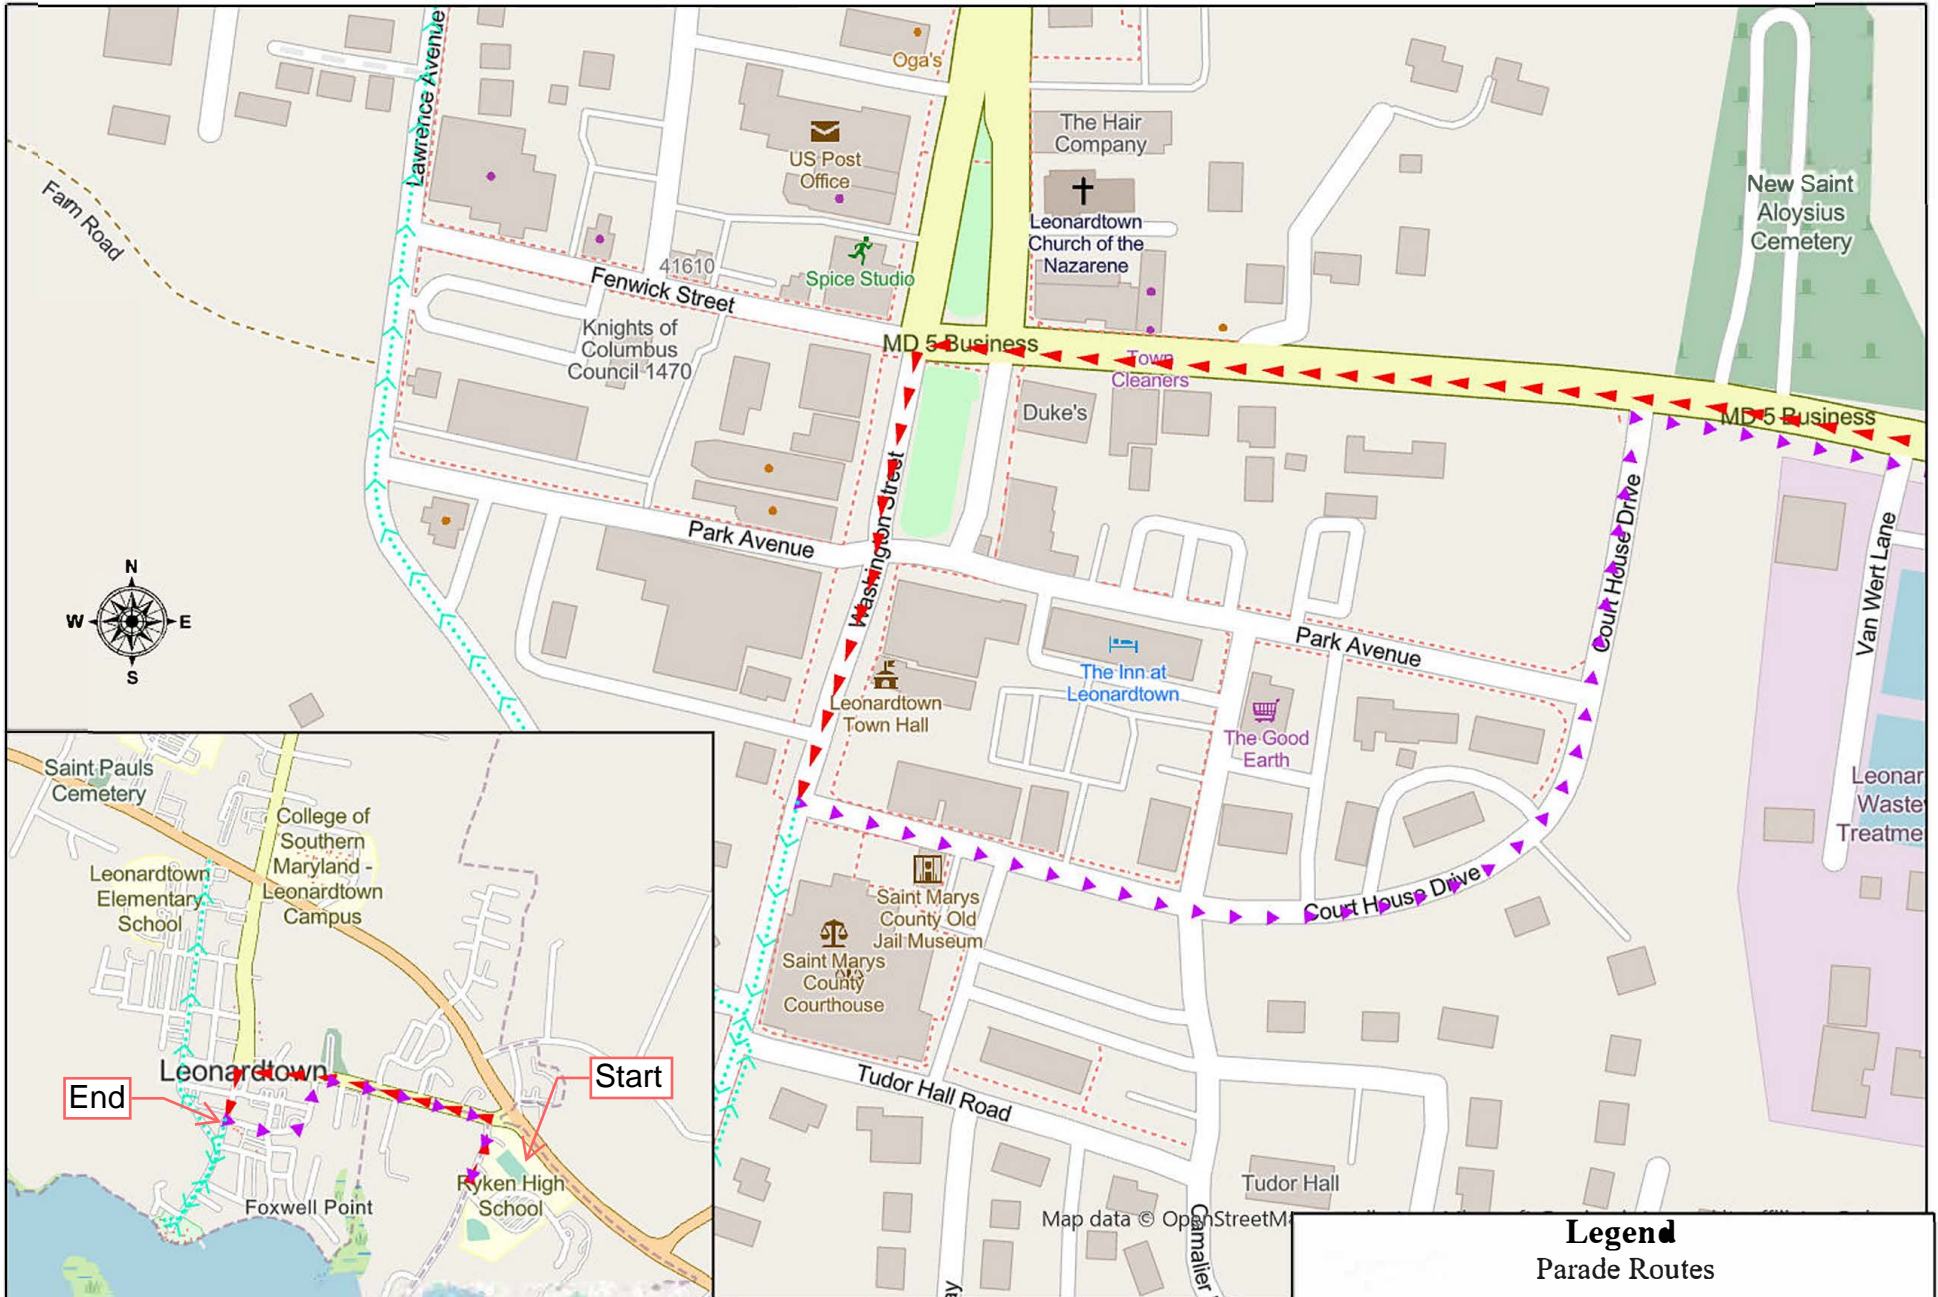 Lawrence Avenue
Oga's
US Post
Office
The Hair
Company
Leonardtown
Church of the
Nazarene
New Saint
Aloysius
Cemetery
Farm Road
Spice Studio
41610
Fenwick Street
Knights of
Columbus
Council 1470
MD 5 Business
Town
Cleaners
Duke's
MD 5 Business
Washington Street
Court House Drive
Van Wert Lane
Park Avenue
N
W
E
S
Park Avenue
The Inn at
Leonardtown
Leonardtown
Town Hall
The Good
Earth
Leonar
Waste
Treatme
Court House Drive
Saint Marys
County Old
Jail Museum
Saint Marys
County
Courthouse
Tudor Hall Road
Tudor Hall
Camalier
Map data © OpenStreetMa
Saint Pauls
Cemetery
College of
Southern
Maryland -
Leonardtown
Campus
Leonardtown
Elementary
School
Leonardtown
Start
End
Ryken High
School
Foxwell Point
Legend
Parade Routes